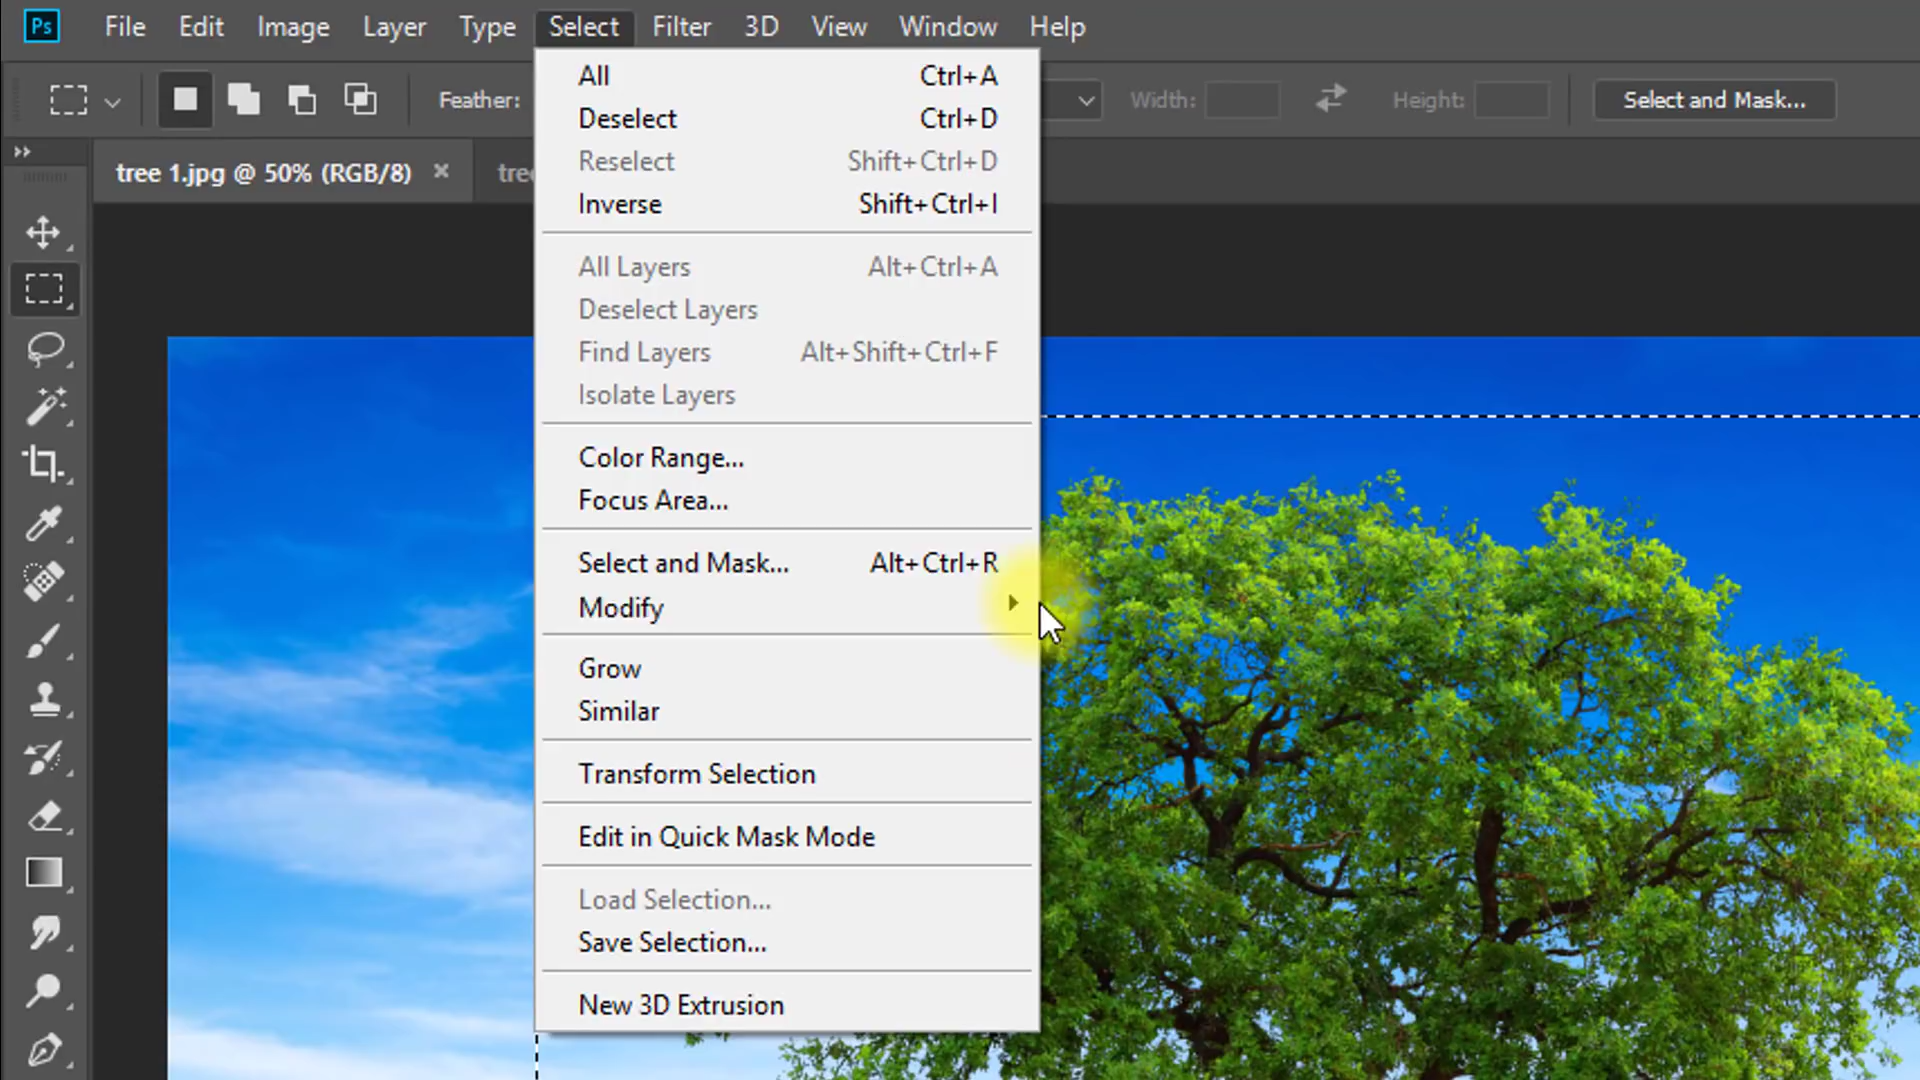 Ps File Edit Image Layer Type Select Filter 3D View Window Help
Feather: Width: Height: Select and Mask...
tree 1.jpg @ 50% (RGB/8) × tree
All Ctrl+A
Deselect Ctrl+D
Reselect Shift+Ctrl+D
Inverse Shift+Ctrl+I
All Layers Alt+Ctrl+A
Deselect Layers
Find Layers Alt+Shift+Ctrl+F
Isolate Layers
Color Range...
Focus Area...
Select and Mask... Alt+Ctrl+R
Modify
Grow
Similar
Transform Selection
Edit in Quick Mask Mode
Load Selection...
Save Selection...
New 3D Extrusion